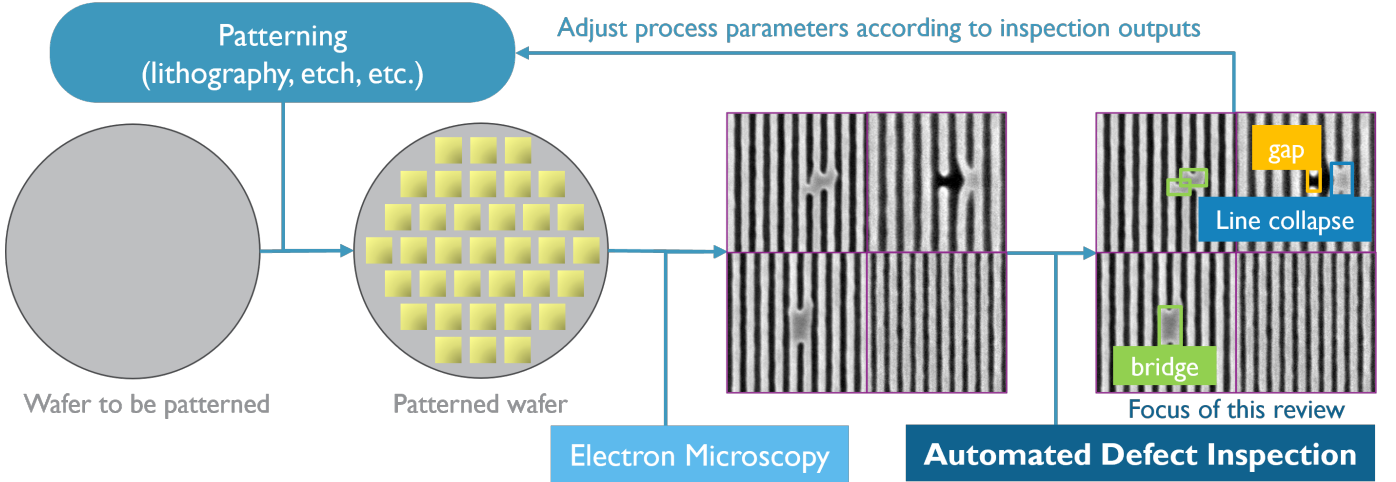 Patterning
(lithography, etch, etc.)
Adjust process parameters according to inspection outputs
gap
Line collapse
bridge
Wafer to be patterned
Patterned wafer
Focus of this review
Electron Microscopy
Automated Defect Inspection